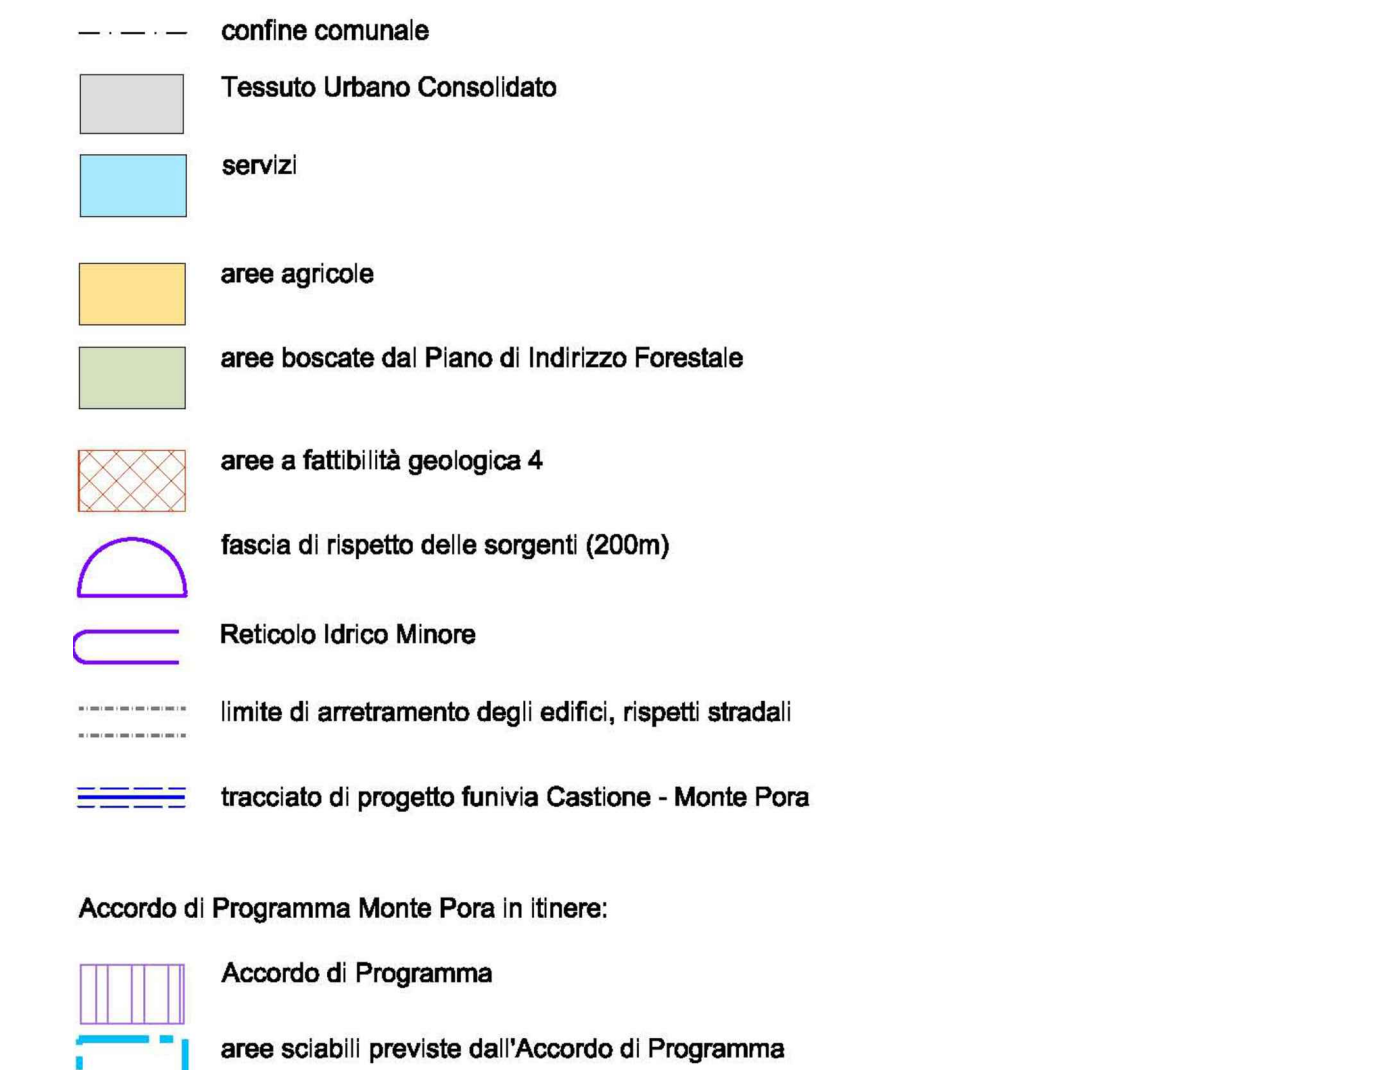 confine comunale
Tessuto Urbano Consolidato
servizi
aree agricole
aree boscate dal Piano di Indirizzo Forestale
aree a fattibilità geologica 4
fascia di rispetto delle sorgenti (200m)
Reticolo Idrico Minore
limite di arretramento degli edifici, rispetti stradali
tracciato di progetto funivia Castione - Monte Pora
Accordo di Programma Monte Pora in itinere:
Accordo di Programma
aree sciabili previste dall'Accordo di Programma